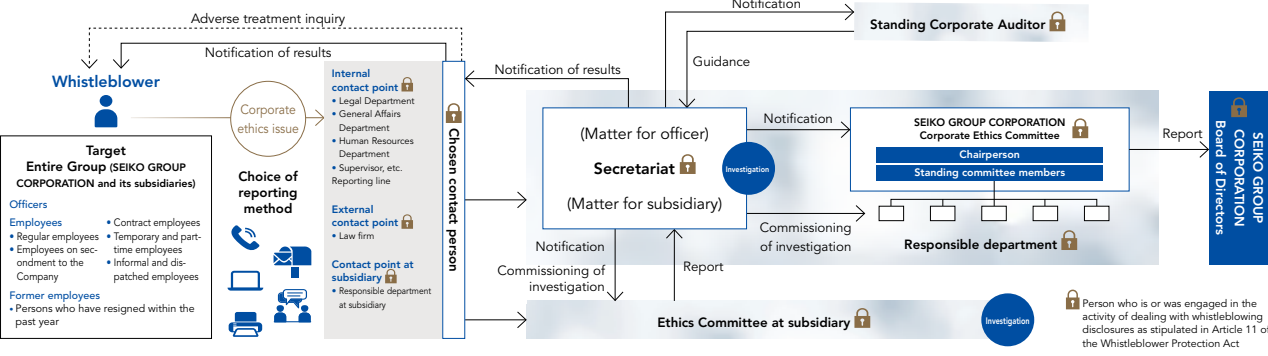 Adverse treatment inquiry
Notification of results
Whistleblower
Corporate
ethics issue
Target
Entire Group (SEIKO GROUP
CORPORATION and its subsidiaries)
Officers
Employees
• Regular employees
• Employees on sec-
ondment to the
Company
• Contract employees
• Temporary and part-
time employees
• Informal and dis-
patched employees
Former employees
• Persons who have resigned within the
past year
Choice of
reporting
method
Internal
contact point
• Legal Department
• General Affairs
Department
• Human Resources
Department
• Supervisor, etc.
Reporting line
External
contact point
• Law firm
Contact point at
subsidiary
• Responsible department
at subsidiary
Chosen contact person
Notification of results
Notification
Standing Corporate Auditor
Guidance
(Matter for officer)
Secretariat
(Matter for subsidiary)
Investigation
Notification
SEIKO GROUP CORPORATION
Corporate Ethics Committee
Chairperson
Standing committee members
Commissioning
of investigation
Responsible department
Report
SEIKO GROUP
CORPORATION
Board of Directors
Notification
Commissioning of
investigation
Report
Ethics Committee at subsidiary
Investigation
Person who is or was engaged in the
activity of dealing with whistleblowing
disclosures as stipulated in Article 11 of
the Whistleblower Protection Act